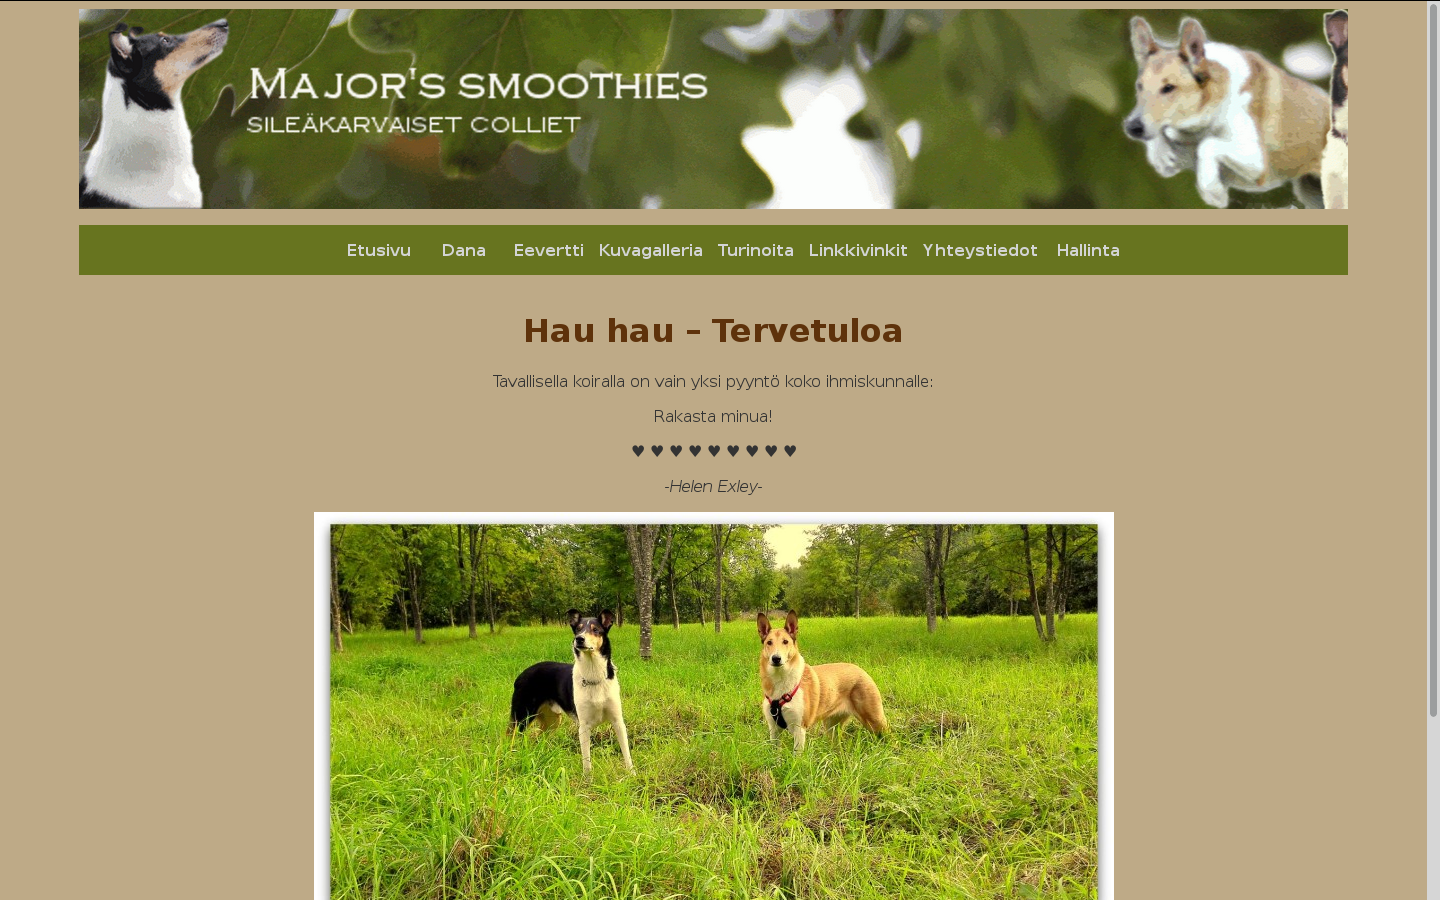 MAJOR'S SMOOTHIES
SILEÄKARVAISET COLLIET
Etusivu Dana Eevertti Kuvagalleria Turinoita Linkkivinkit Yhteystiedot Hallinta
Hau hau – Tervetuloa
Tavallisella koiralla on vain yksi pyyntö koko ihmiskunnalle:
Rakasta minua!
♥ ♥ ♥ ♥ ♥ ♥ ♥ ♥ ♥
-Helen Exley-